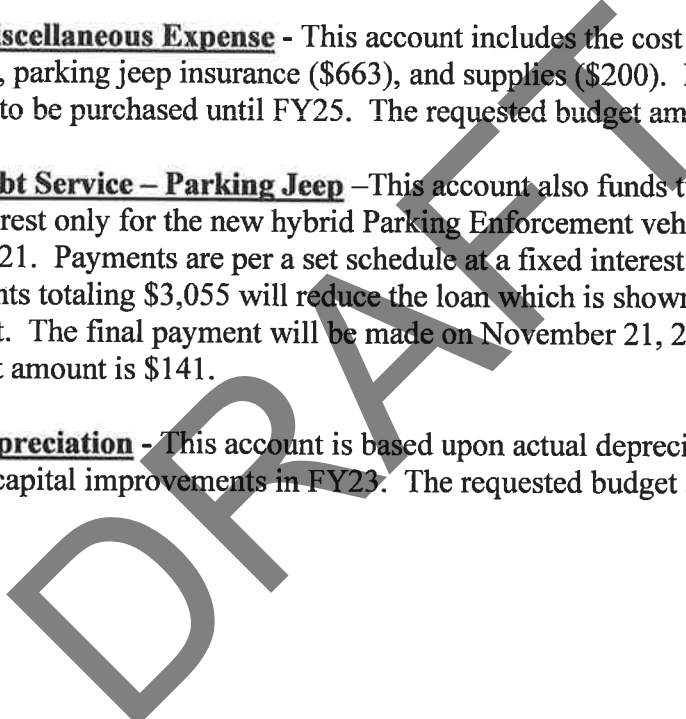 iscellaneous Expense - This account includes the cost
, parking jeep insurance ($663), and supplies ($200).
to be purchased until FY25. The requested budget am
bt Service – Parking Jeep –This account also funds t
rest only for the new hybrid Parking Enforcement veh
21. Payments are per a set schedule at a fixed interest
nts totaling $3,055 will reduce the loan which is shown
t. The final payment will be made on November 21, 2
t amount is $141.
preciation - This account is based upon actual depreci
capital improvements in FY23. The requested budget
DRAFT